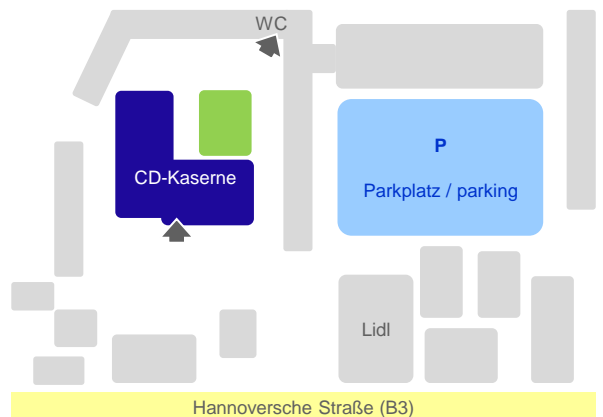 WC
P
CD-Kaserne
Parkplatz / parking
Lidl
Hannoversche Straße (B3)